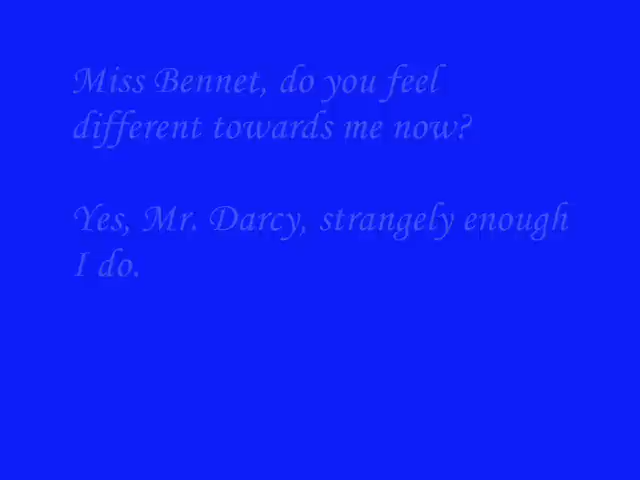 Miss Bennet, do you feel
different towards me now?
Yes, Mr. Darcy, strangely enough
I do.